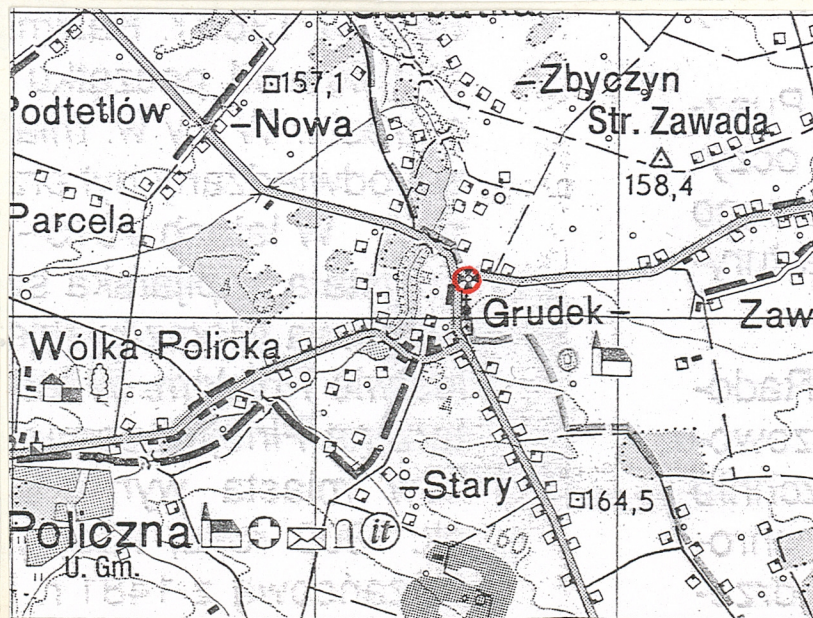 157,1
-Zbyczyn
Podtetlów
-Nowa
Str. Zawada
158,4
Parcela
Grudek-
Zaw
Wólka Policka
-Stary
164,5
Policzna
it
160
U. Gm.